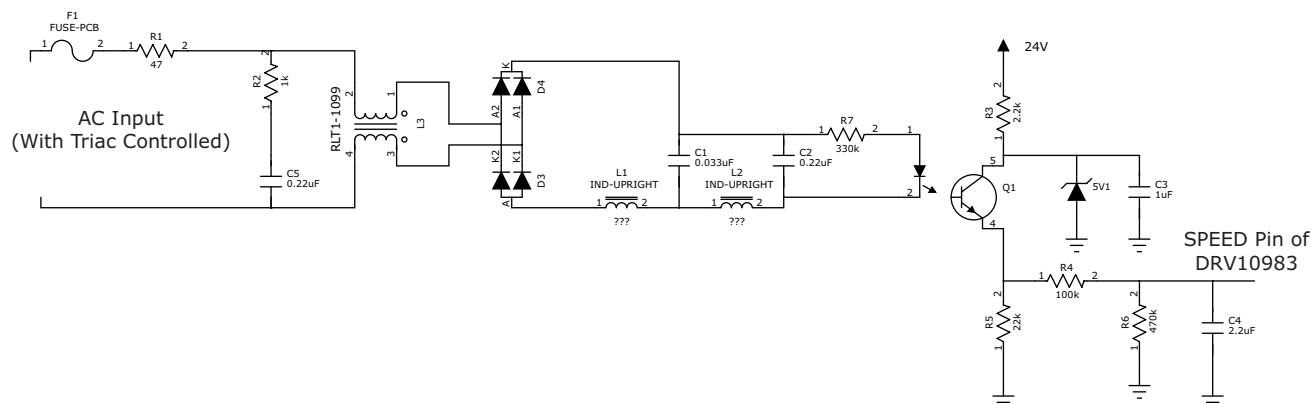 F1
FUSE-PCB
1 2
R1
1 2
47
AC Input
(With Triac Controlled)
2
R2
1k
1
C5
0.22uF
RLT1-1099
2 1
4 3
L3
K
D4
A2 A1
K2 K1
D3
A
L1
IND-UPRIGHT
1 2
???
C1
0.033uF
L2
IND-UPRIGHT
1 2
???
C2
0.22uF
R7
1 2
330k
1
2
24V
2
R3
2.2k
1
5
Q1
4
5V1
C3
1uF
SPEED Pin of
DRV10983
R4
1 2
100k
2
R5
22k
1
2
R6
470k
1
C4
2.2uF